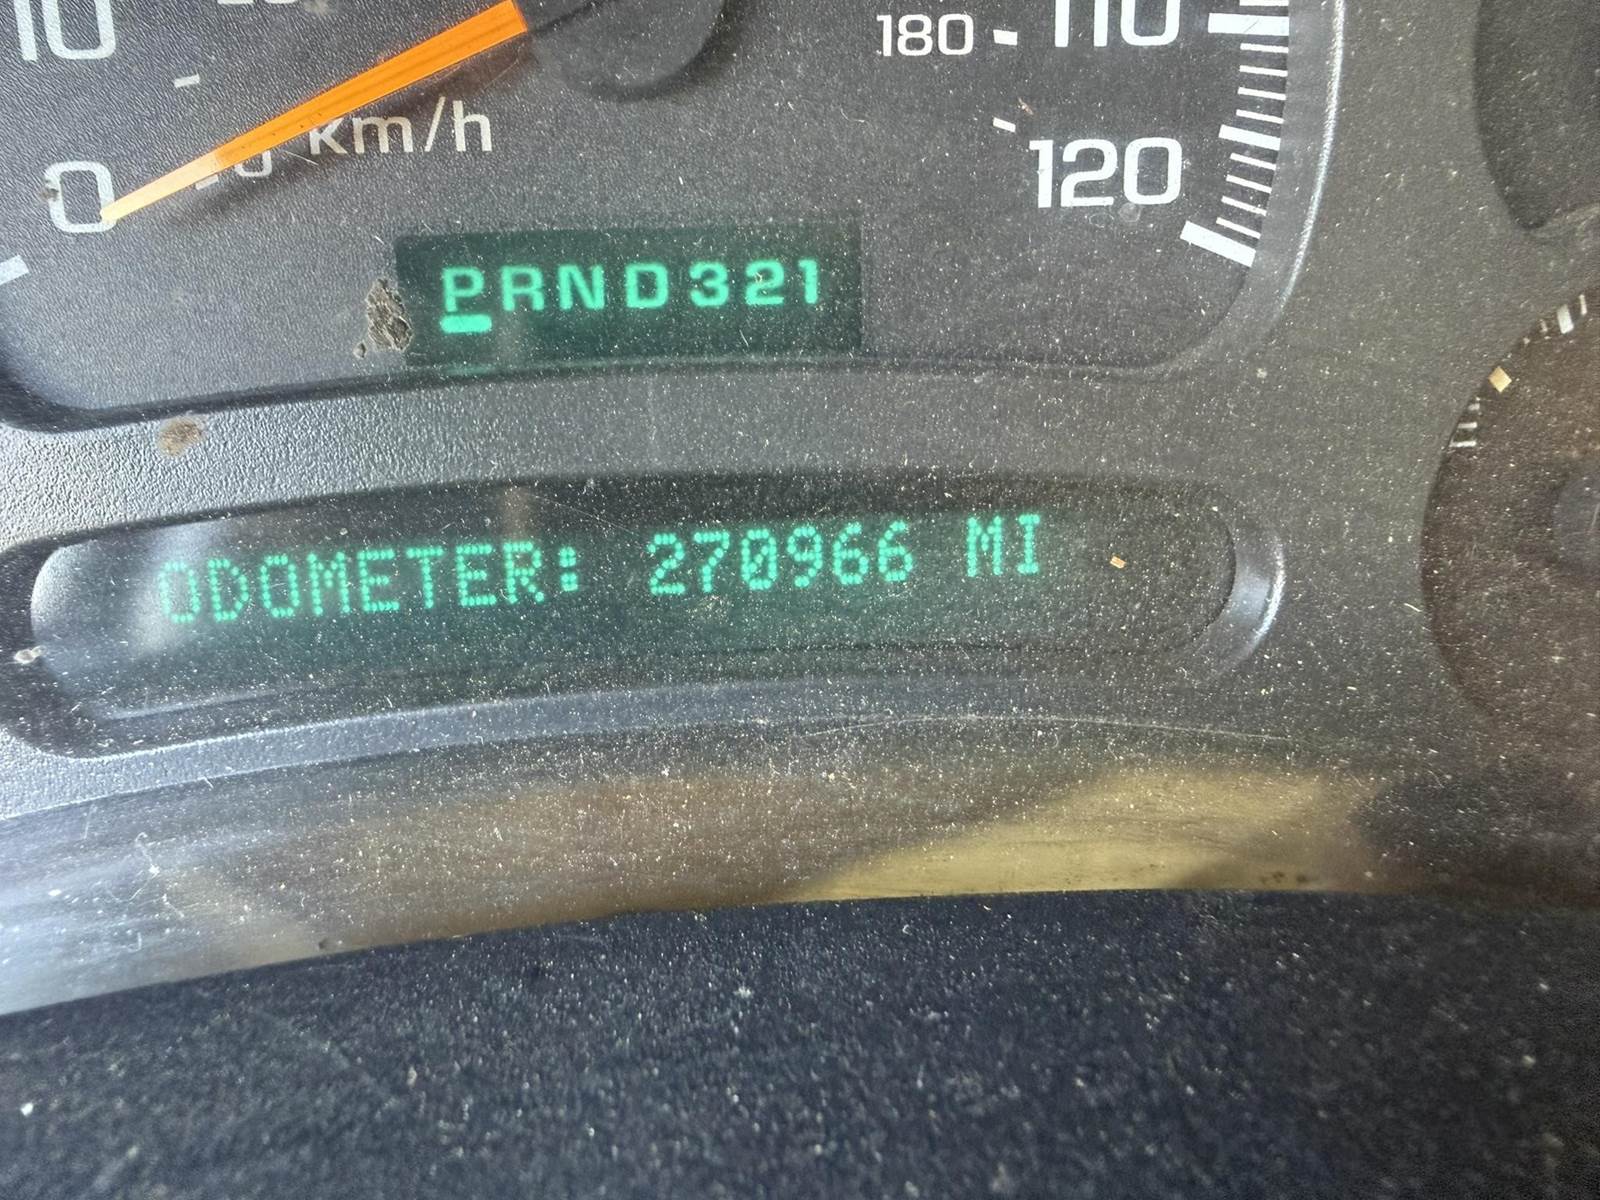 10
180 110
km/h
0
120
PRND321
ODOMETER: 270966 MI